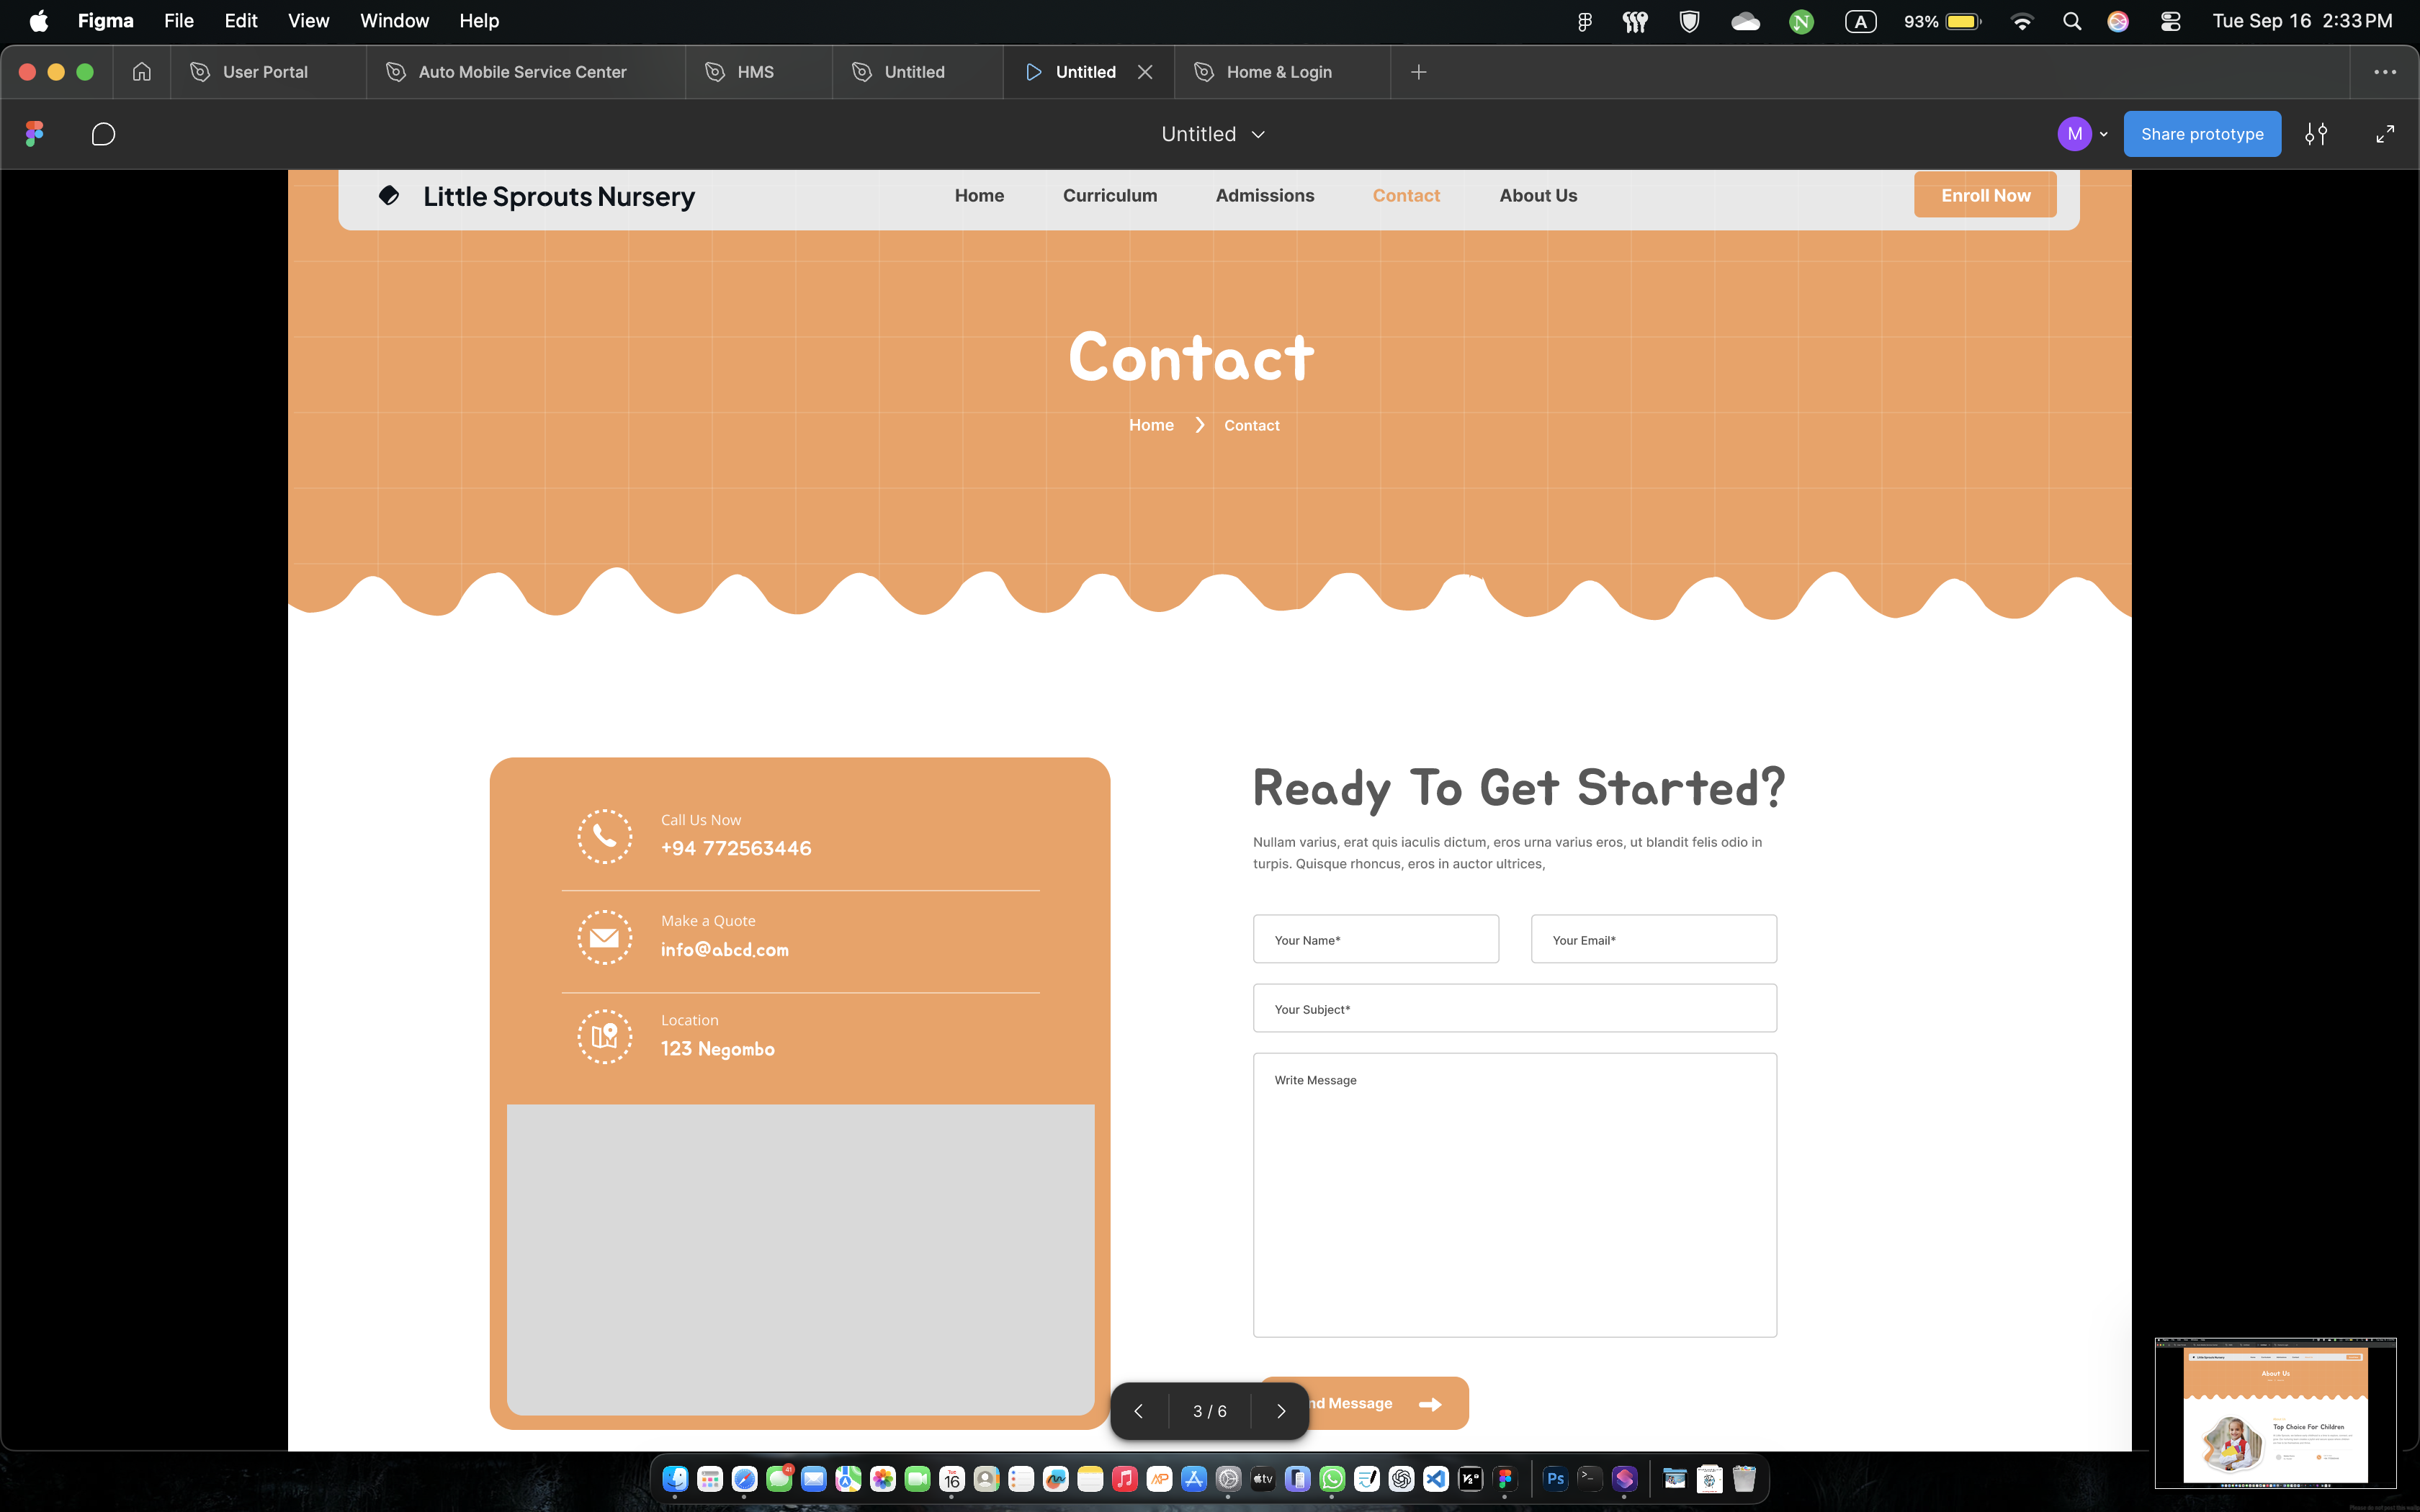 Figma File Edit View Window Help
A 93% Tue Sep 16 2:33 PM
User Portal Auto Mobile Service Center HMS Untitled Untitled Home & Login
Untitled M Share prototype
Little Sprouts Nursery Home Curriculum Admissions Contact About Us Enroll Now
Contact
Home Contact
Call Us Now
+94 772563446
Make a Quote
info@abcd.com
Location
123 Negombo
Ready To Get Started?
Nullam varius, erat quis iaculis dictum, eros urna varius eros, ut blandit felis odio in
turpis. Quisque rhoncus, eros in auctor ultrices,
Your Name* Your Email*
Your Subject*
Write Message
nd Message
3 / 6
About Us
Top Choice For Children
41 16 tv Ps